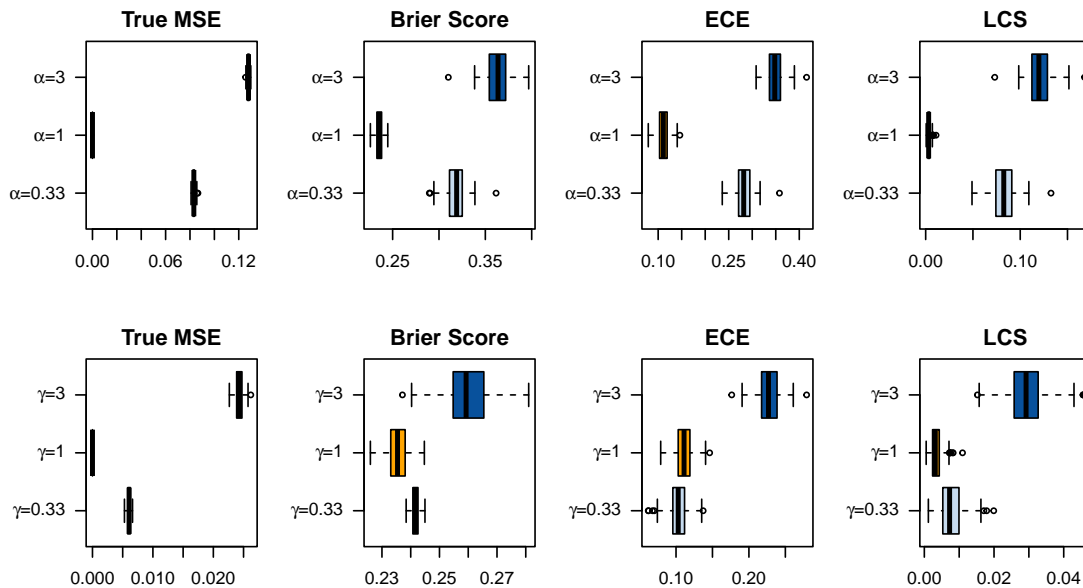 True MSE Brier Score ECE LCS
α=3 α=3 α=3 α=3
α=1 α=1 α=1 α=1
α=0.33 α=0.33 α=0.33 α=0.33
0.00 0.06 0.12 0.25 0.35 0.10 0.25 0.40 0.00 0.10
True MSE Brier Score ECE LCS
γ=3 γ=3 γ=3 γ=3
γ=1 γ=1 γ=1 γ=1
γ=0.33 γ=0.33 γ=0.33 γ=0.33
0.000 0.010 0.020 0.23 0.25 0.27 0.10 0.20 0.00 0.02 0.04